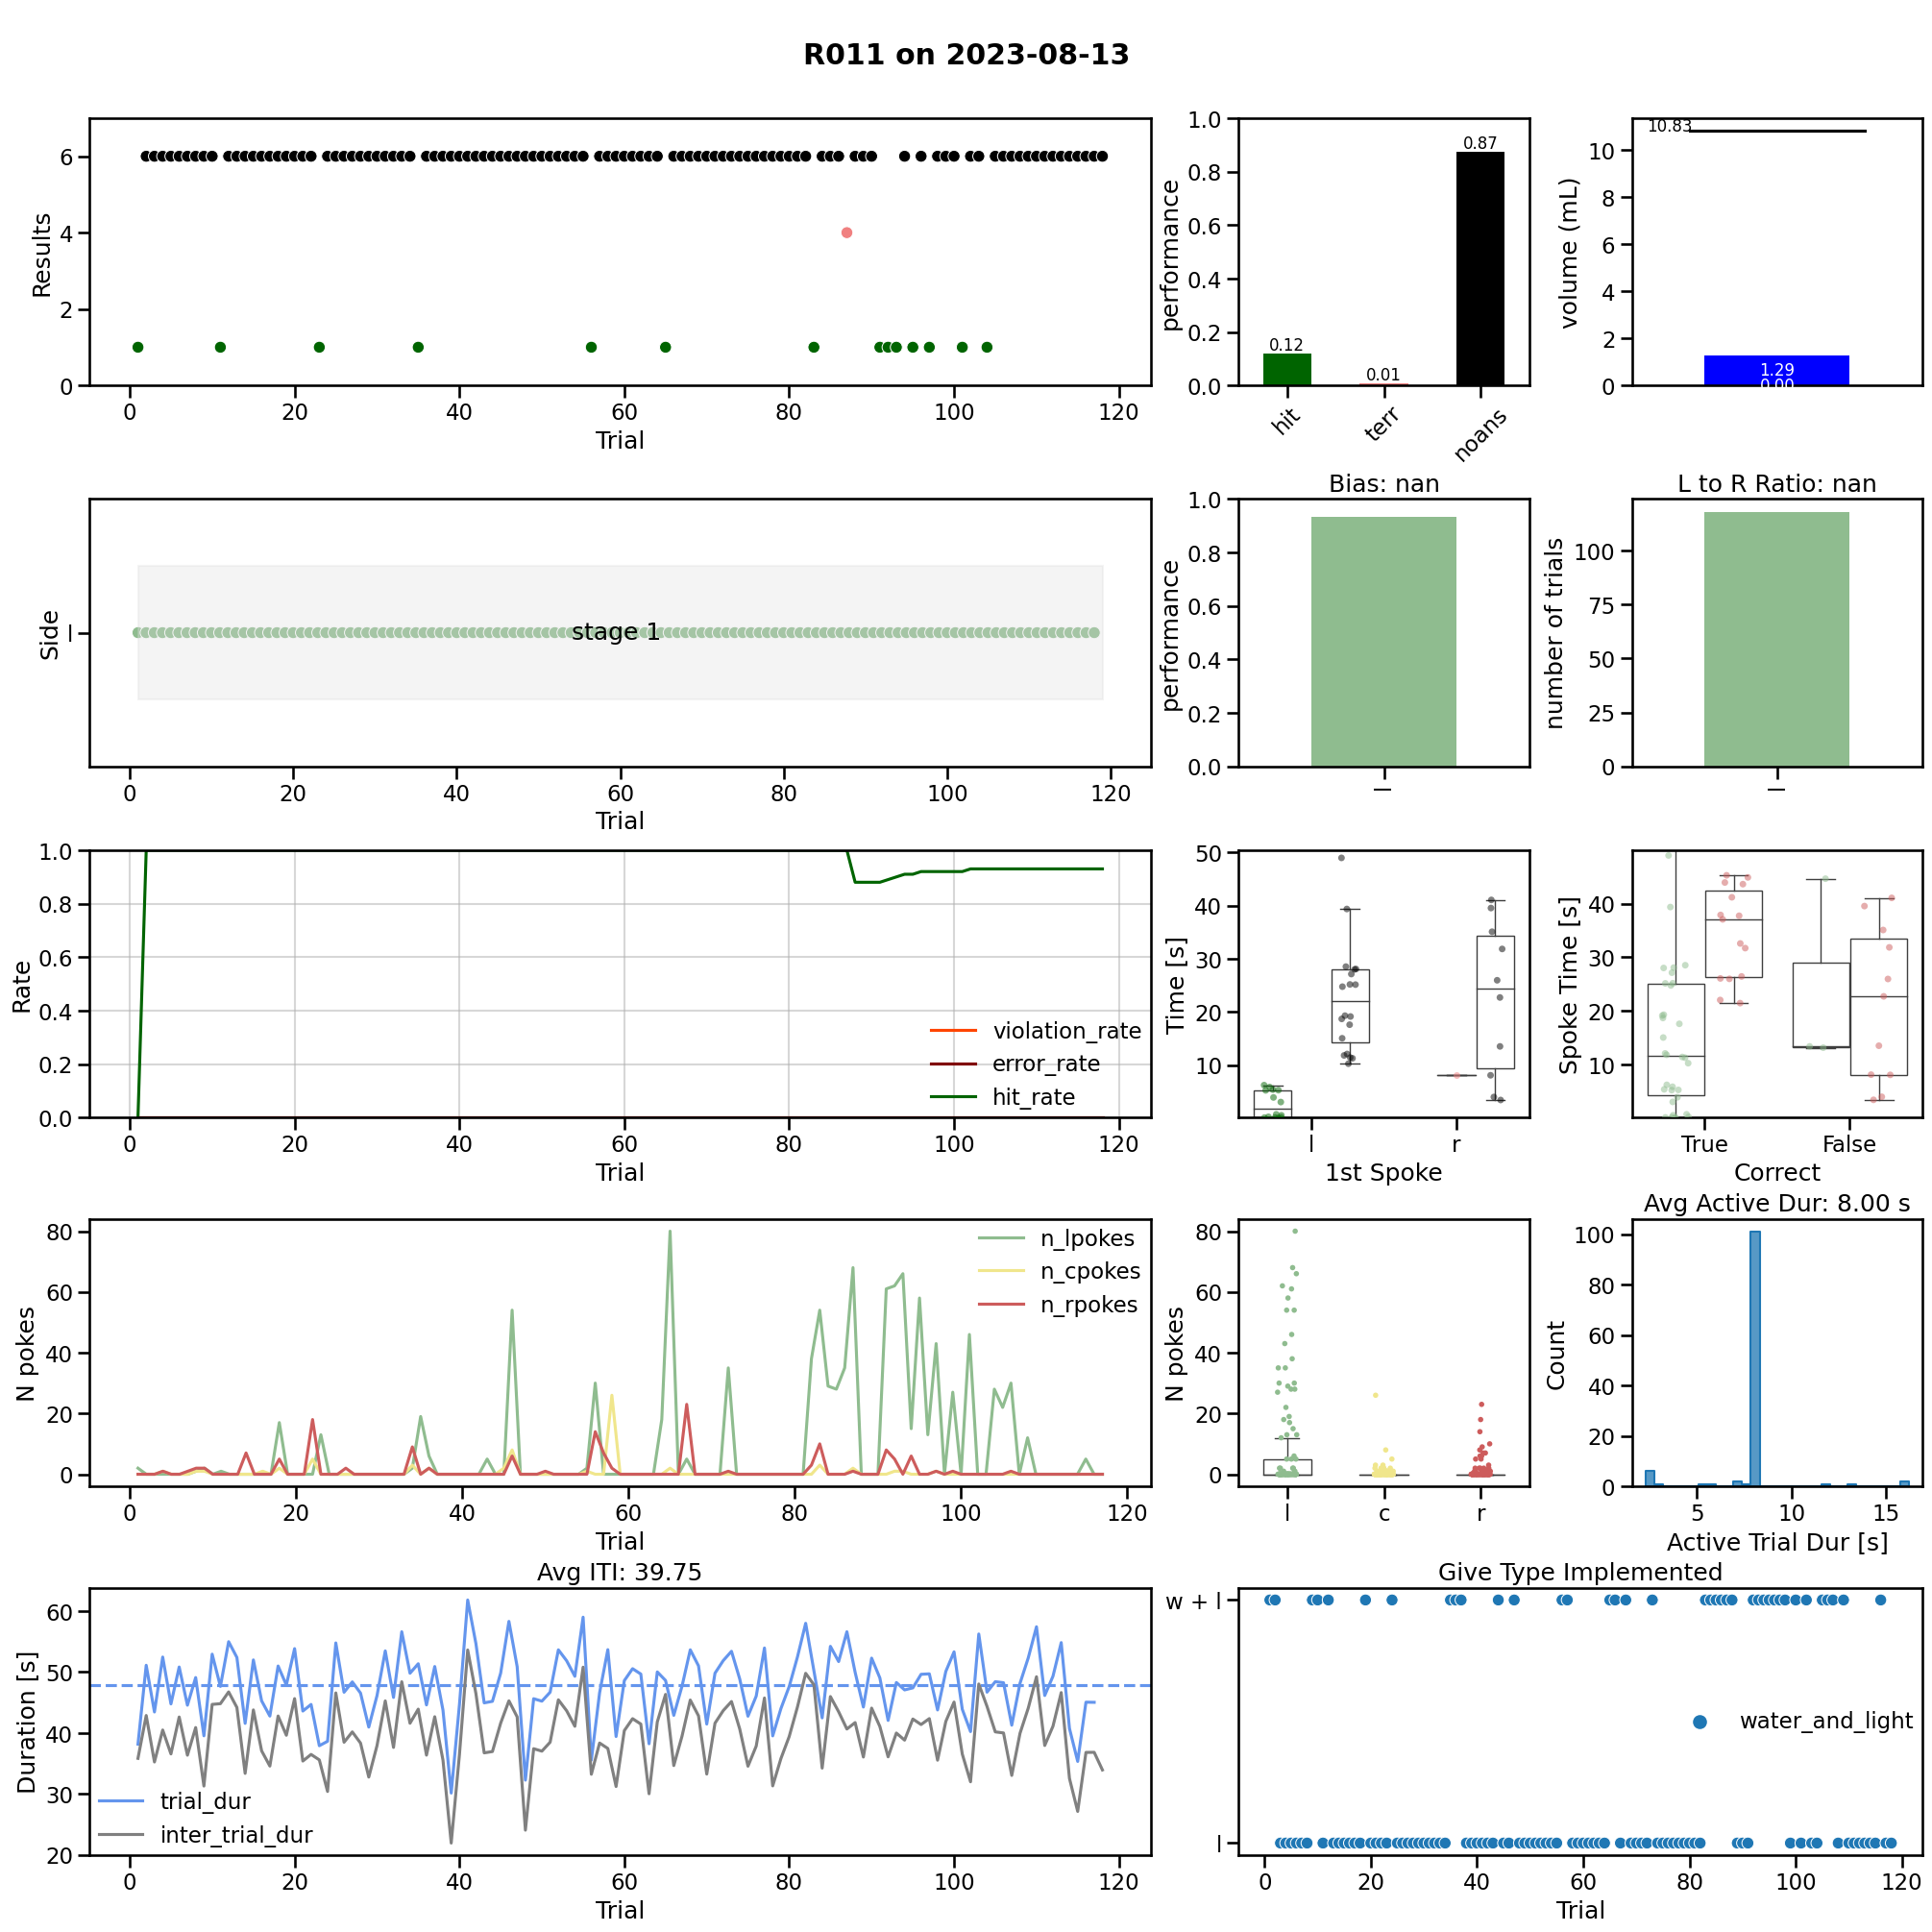 R011 on 2023-08-13
Results
6
4
2
0
0 20 40 60 80 100 120
Trial
performance
1.0
0.8
0.6
0.4
0.2
0.0
0.12
0.01
0.87
hit
terr
noans
volume (mL)
10
8
6
4
2
0
10.83
1.29
0.00
Side
l
stage 1
0 20 40 60 80 100 120
Trial
Bias: nan
performance
1.0
0.8
0.6
0.4
0.2
0.0
l
L to R Ratio: nan
number of trials
100
75
50
25
0
l
Rate
1.0
0.8
0.6
0.4
0.2
0.0
violation_rate
error_rate
hit_rate
0 20 40 60 80 100 120
Trial
Time [s]
50
40
30
20
10
l r
1st Spoke
Spoke Time [s]
40
30
20
10
True False
Correct
N pokes
80
60
40
20
0
n_lpokes
n_cpokes
n_rpokes
0 20 40 60 80 100 120
Trial
N pokes
80
60
40
20
0
l c r
Avg Active Dur: 8.00 s
Count
100
80
60
40
20
0
5 10 15
Active Trial Dur [s]
Avg ITI: 39.75
Duration [s]
60
50
40
30
20
trial_dur
inter_trial_dur
0 20 40 60 80 100 120
Trial
Give Type Implemented
w + l
l
water_and_light
0 20 40 60 80 100 120
Trial